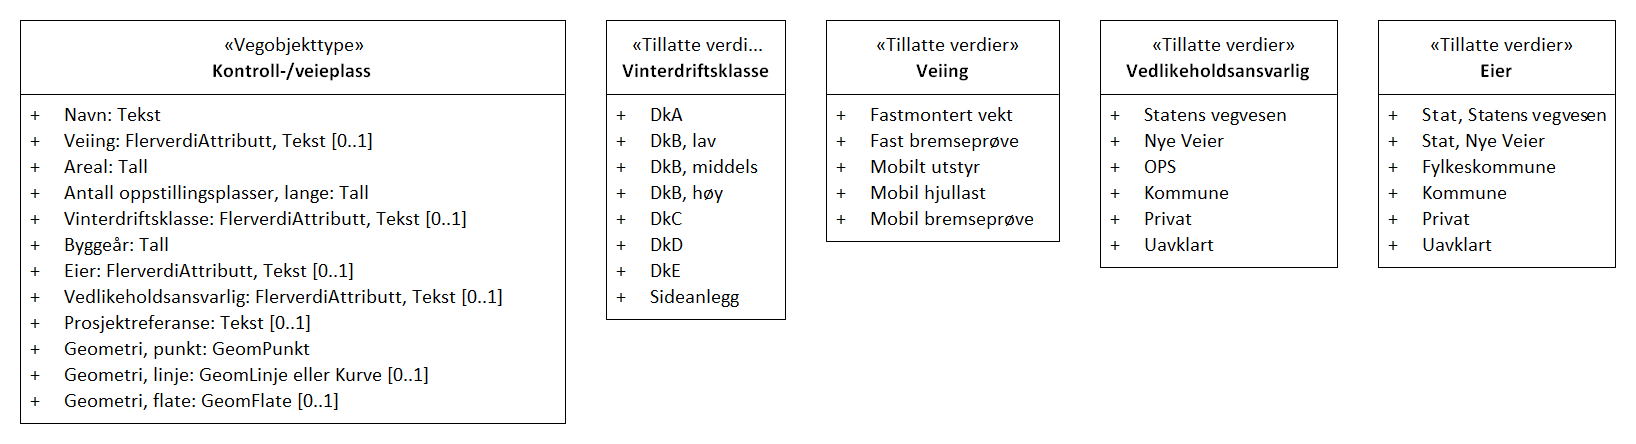 «Vegobjekttype»
Kontroll-/veieplass
+ Navn: Tekst
+ Veiing: FlerverdiAttributt, Tekst [0..1]
+ Areal: Tall
+ Antall oppstillingsplasser, lange: Tall
+ Vinterdriftsklasse: FlerverdiAttributt, Tekst [0..1]
+ Byggeår: Tall
+ Eier: FlerverdiAttributt, Tekst [0..1]
+ Vedlikeholdsansvarlig: FlerverdiAttributt, Tekst [0..1]
+ Prosjektreferanse: Tekst [0..1]
+ Geometri, punkt: GeomPunkt
+ Geometri, linje: GeomLinje eller Kurve [0..1]
+ Geometri, flate: GeomFlate [0..1]
«Tillatte verdi...
Vinterdriftsklasse
+ DkA
+ DkB, lav
+ DkB, middels
+ DkB, høy
+ DkC
+ DkD
+ DkE
+ Sideanlegg
«Tillatte verdier»
Veiing
+ Fastmontert vekt
+ Fast bremseprøve
+ Mobilt utstyr
+ Mobil hjullast
+ Mobil bremseprøve
«Tillatte verdier»
Vedlikeholdsansvarlig
+ Statens vegvesen
+ Nye Veier
+ OPS
+ Kommune
+ Privat
+ Uavklart
«Tillatte verdier»
Eier
+ Stat, Statens vegvesen
+ Stat, Nye Veier
+ Fylkeskommune
+ Kommune
+ Privat
+ Uavklart